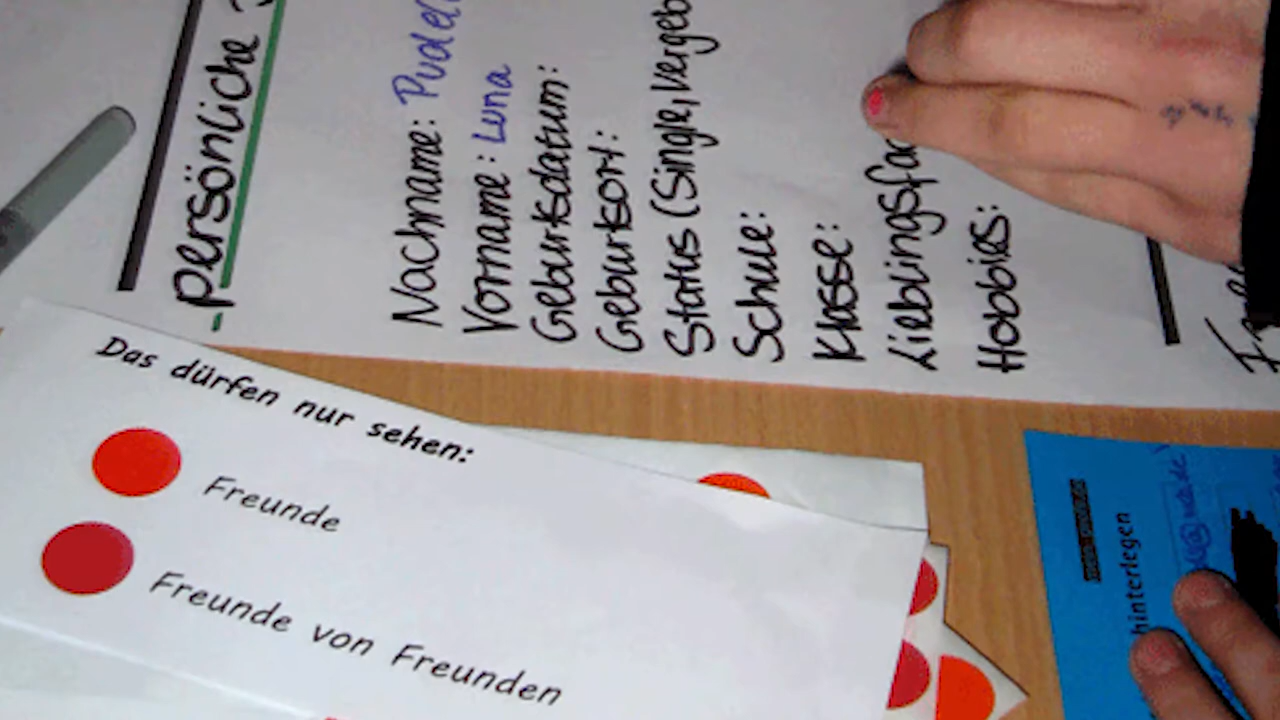 persönliche
Nachname: Pudel
Vorname: Luna
Geburtsdatum:
Geburtsort:
Status (Single, Vergeb
Schule:
Klasse:
Lieblingsfac
Hobbies:
Das dürfen nur sehen:
Freunde
Freunde von Freunden
hinterlegen